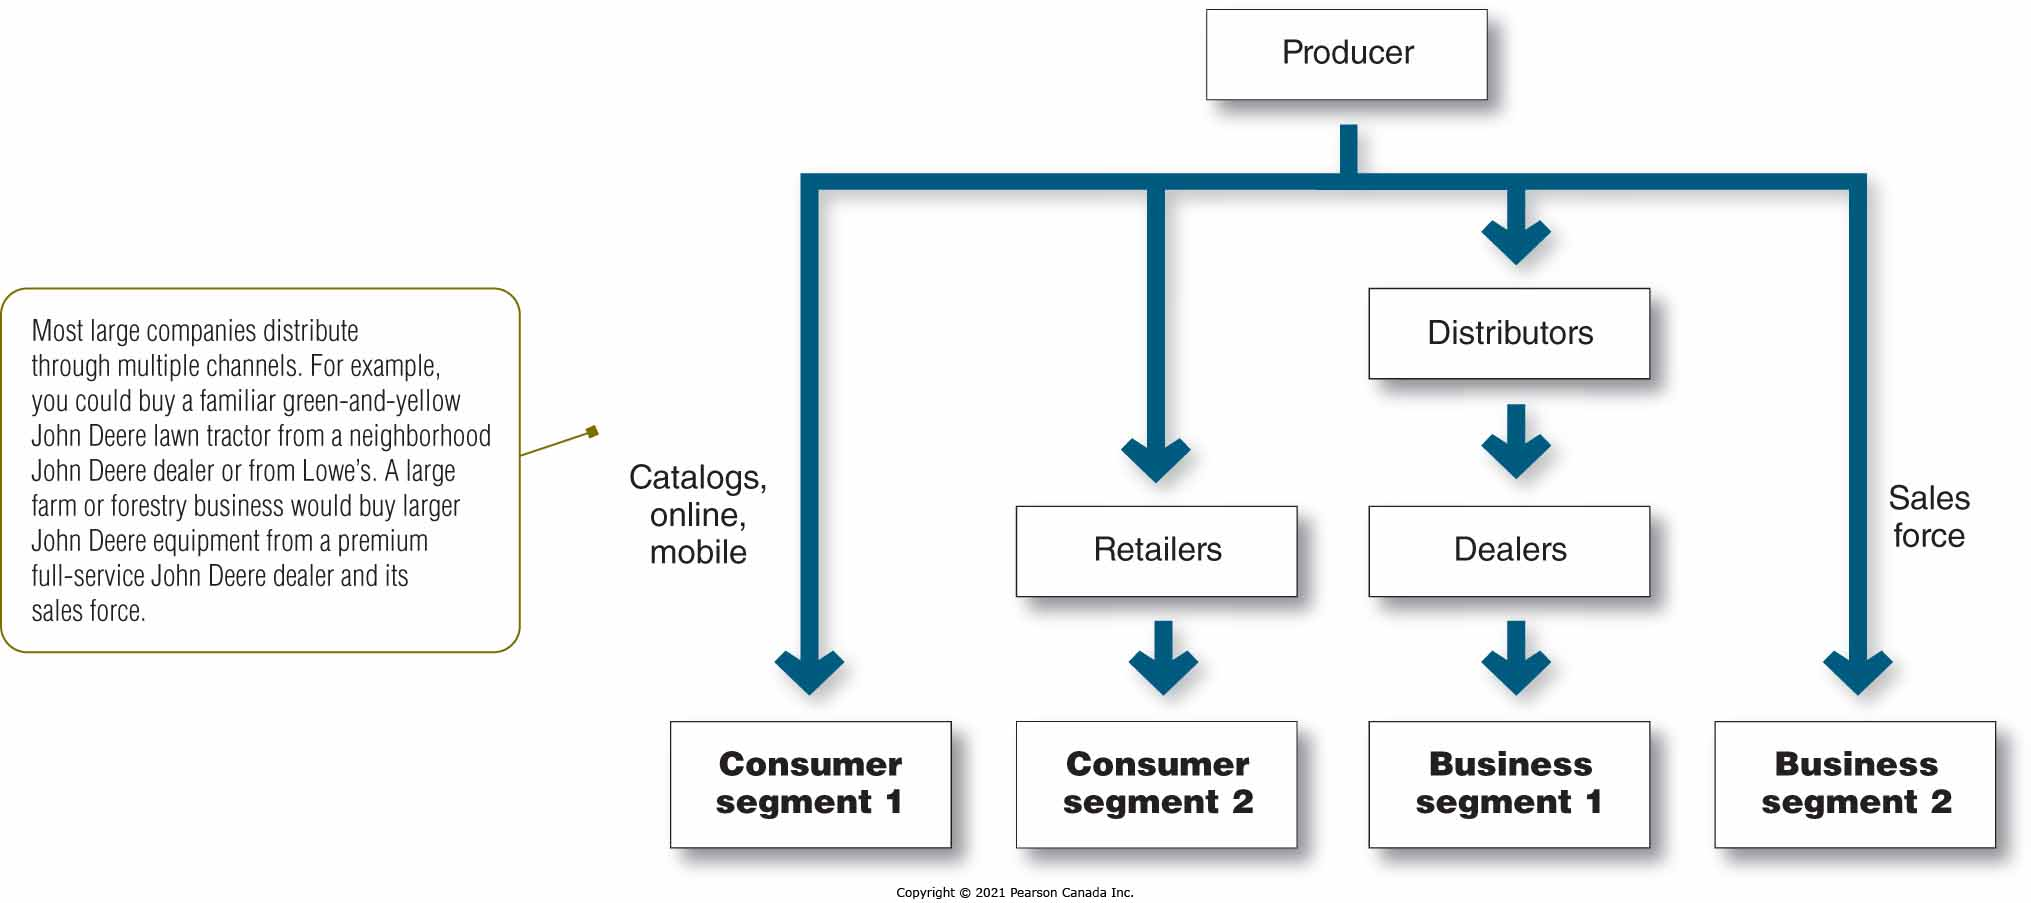 Producer
Most large companies distribute
through multiple channels. For example,
you could buy a familiar green-and-yellow
John Deere lawn tractor from a neighborhood
John Deere dealer or from Lowe's. A large
farm or forestry business would buy larger
John Deere equipment from a premium
full-service John Deere dealer and its
sales force.
Distributors
Catalogs,
online,
mobile
Retailers
Dealers
Sales
force
Consumer
segment 1
Consumer
segment 2
Business
segment 1
Business
segment 2
Copyright © 2021 Pearson Canada Inc.